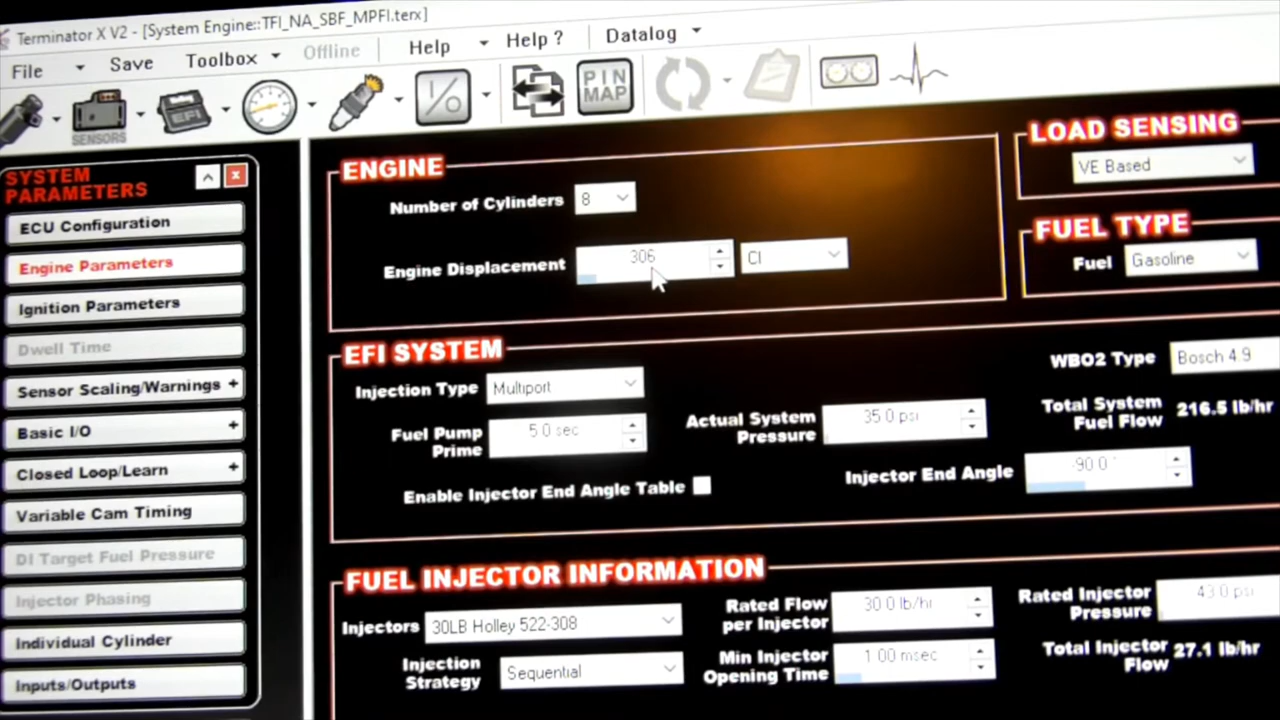 Terminator X V2 - [System Engine::TFI_NA_SBF_MPFI.terx]
File Save Toolbox Offline Help Help ? Datalog
SENSORS
I/O
PIN
MAP
SYSTEM
PARAMETERS
ECU Configuration
Engine Parameters
Ignition Parameters
Dwell Time
Sensor Scaling/Warnings +
Basic I/O +
Closed Loop/Learn +
Variable Cam Timing
DI Target Fuel Pressure
Injector Phasing
Individual Cylinder
Inputs/Outputs
ENGINE
Number of Cylinders 8
Engine Displacement 306 CI
LOAD SENSING
VE Based
FUEL TYPE
Fuel Gasoline
EFI SYSTEM
Injection Type Multiport
Fuel Pump
Prime 5.0 sec
Actual System
Pressure 35.0 psi
WBO2 Type Bosch 4.9
Total System
Fuel Flow 216.5 lb/hr
Enable Injector End Angle Table
Injector End Angle -90.0°
FUEL INJECTOR INFORMATION
Injectors 30LB Holley 522-308
Injection
Strategy Sequential
Rated Flow
per Injector 30.0 lb/hr
Min Injector
Opening Time 1.00 msec
Rated Injector
Pressure 43.0 psi
Total Injector
Flow 27.1 lb/hr